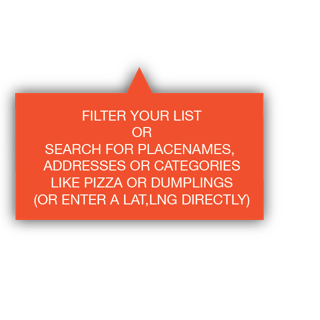 FILTER YOUR LIST
OR
SEARCH FOR PLACENAMES,
ADDRESSES OR CATEGORIES
LIKE PIZZA OR DUMPLINGS
(OR ENTER A LAT,LNG DIRECTLY)